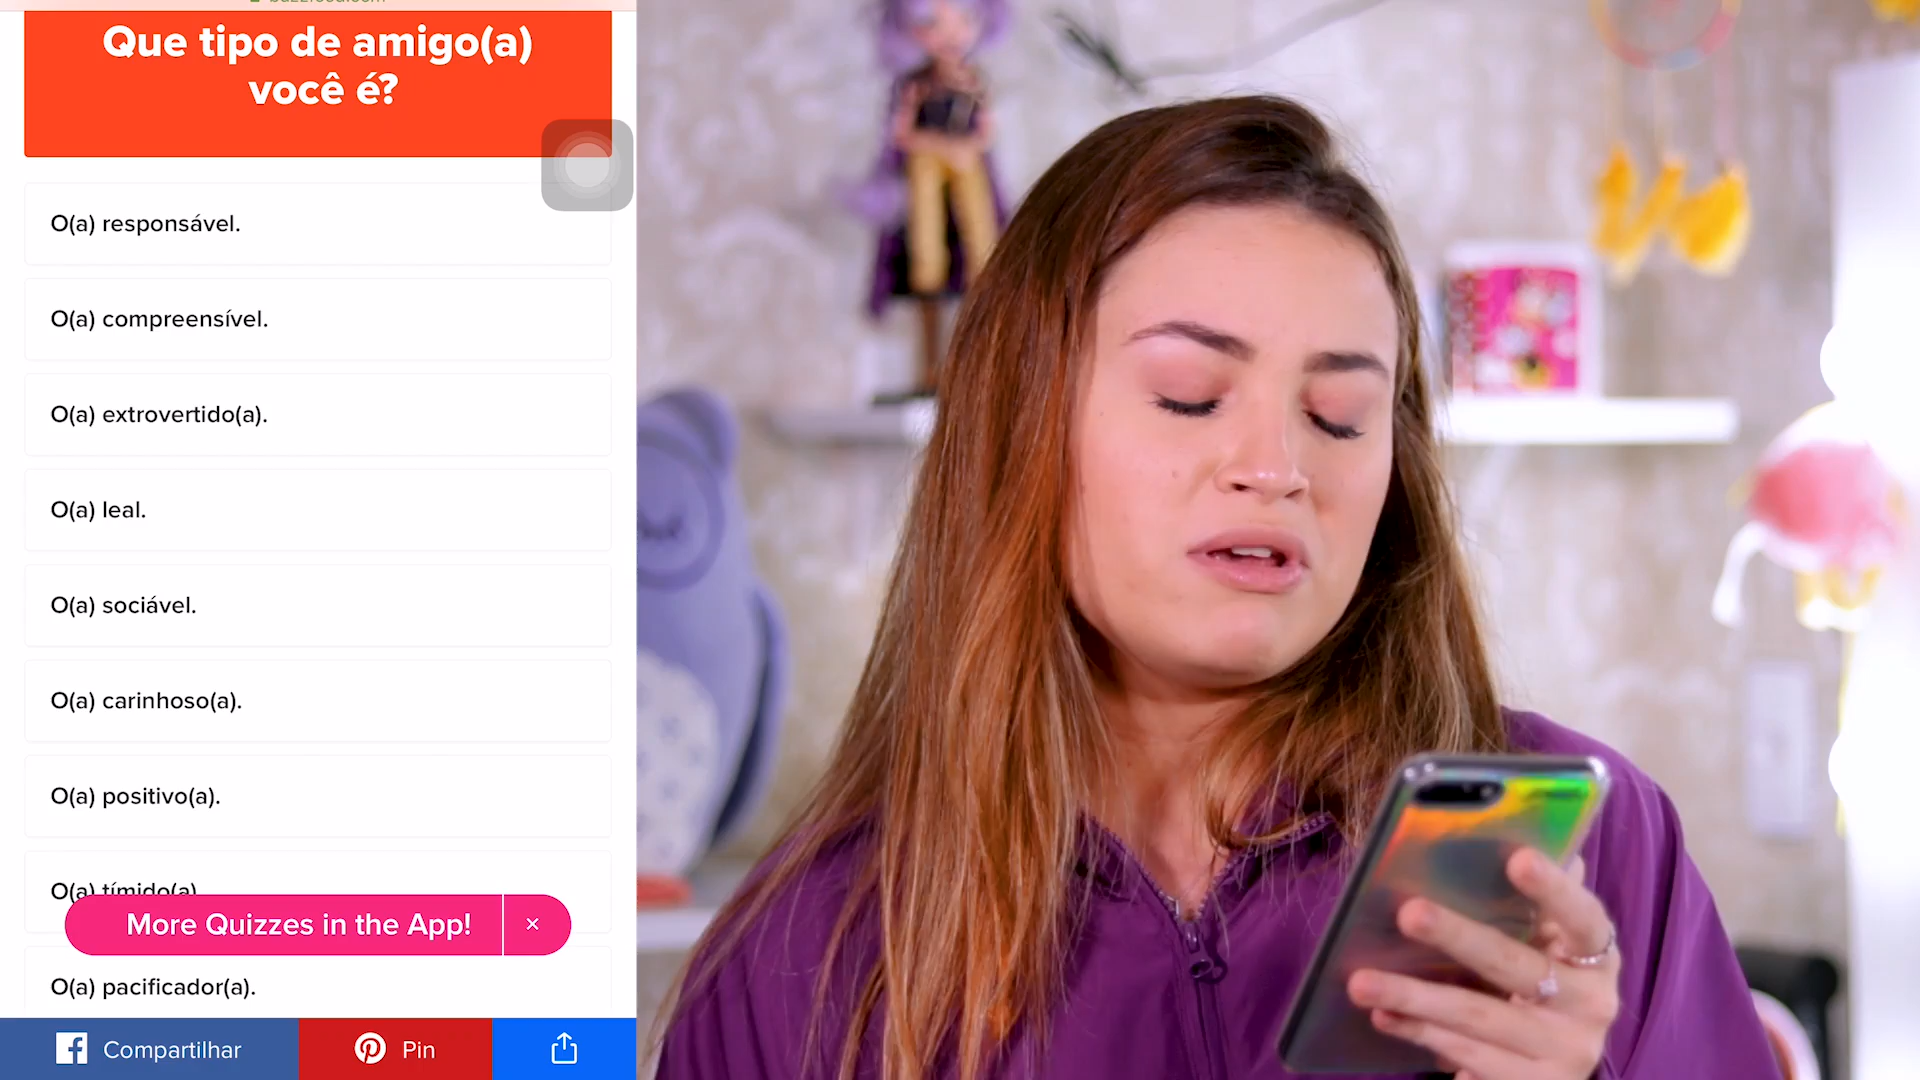 Que tipo de amigo(a)
você é?
O(a) responsável.
O(a) compreensível.
O(a) extrovertido(a).
O(a) leal.
O(a) sociável.
O(a) carinhoso(a).
O(a) positivo(a).
O(a) tímido(a)
More Quizzes in the App! ×
O(a) pacificador(a).
Compartilhar
Pin